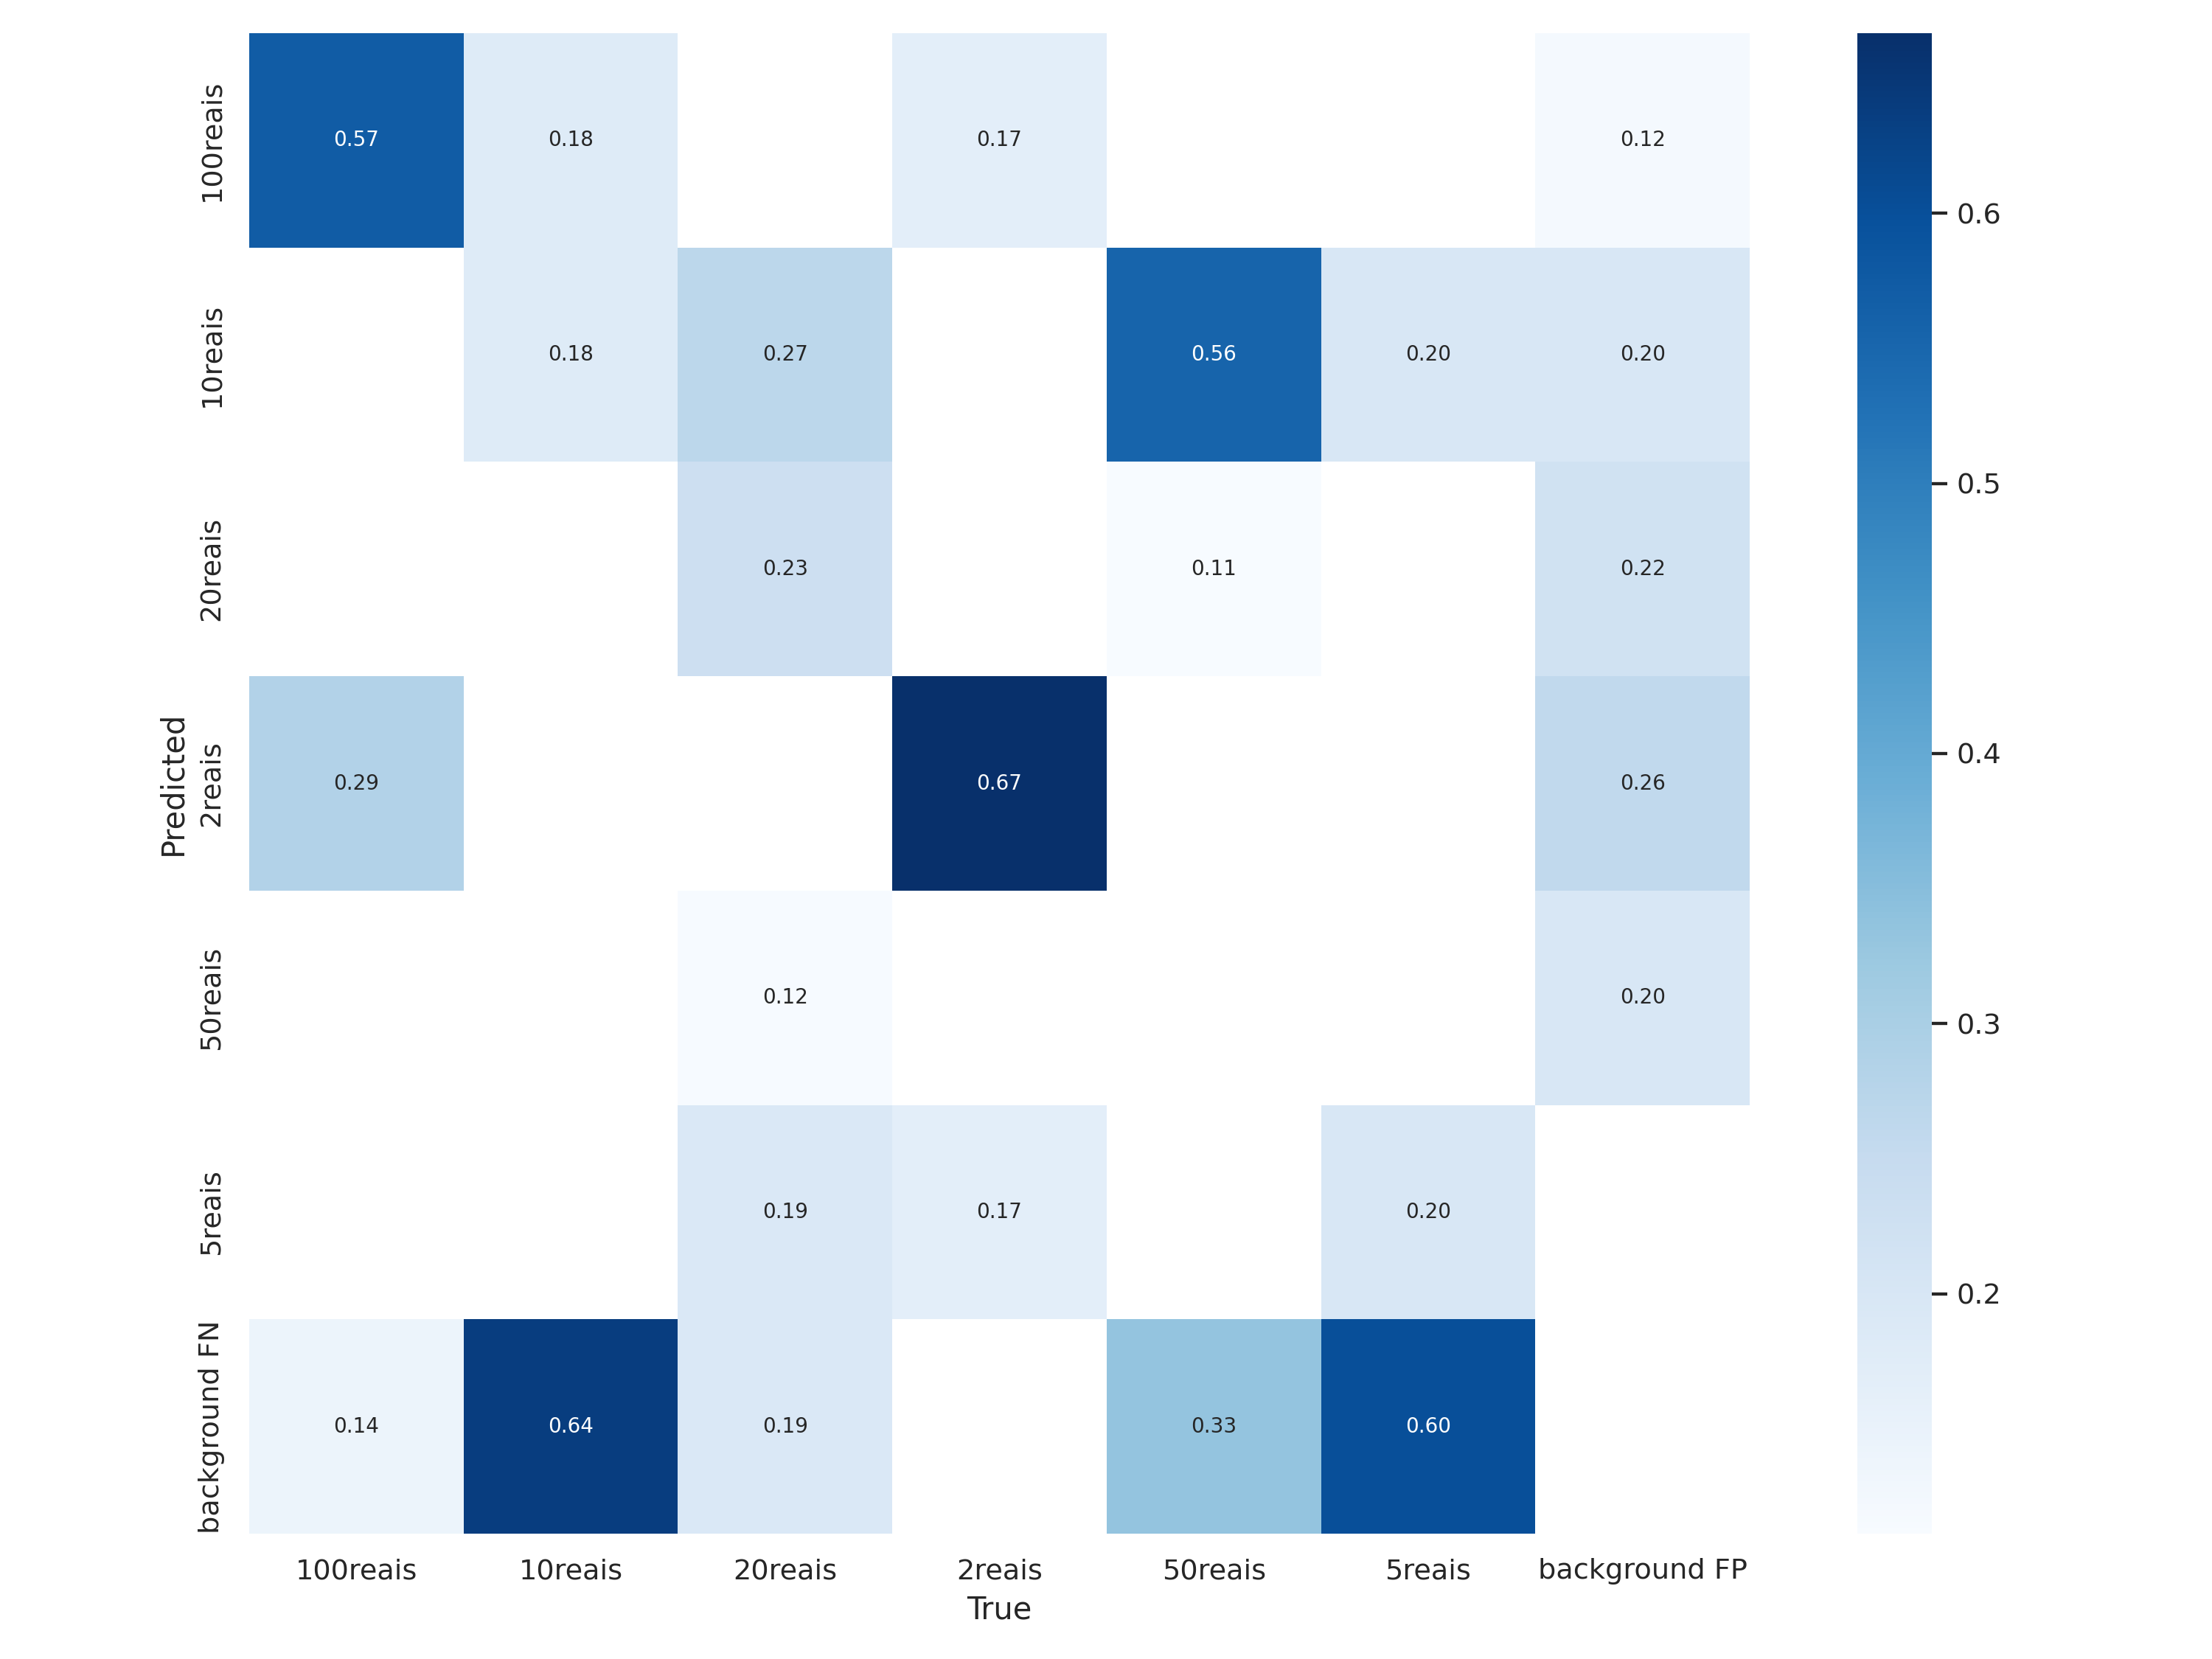 100reais 0.57 0.18 0.17 0.12
0.6
10reais 0.18 0.27 0.56 0.20 0.20
0.5
20reais 0.23 0.11 0.22
0.4
Predicted
2reais 0.29 0.67 0.26
50reais 0.12 0.20
0.3
5reais 0.19 0.17 0.20
0.2
background FN 0.14 0.64 0.19 0.33 0.60
100reais 10reais 20reais 2reais 50reais 5reais background FP
True